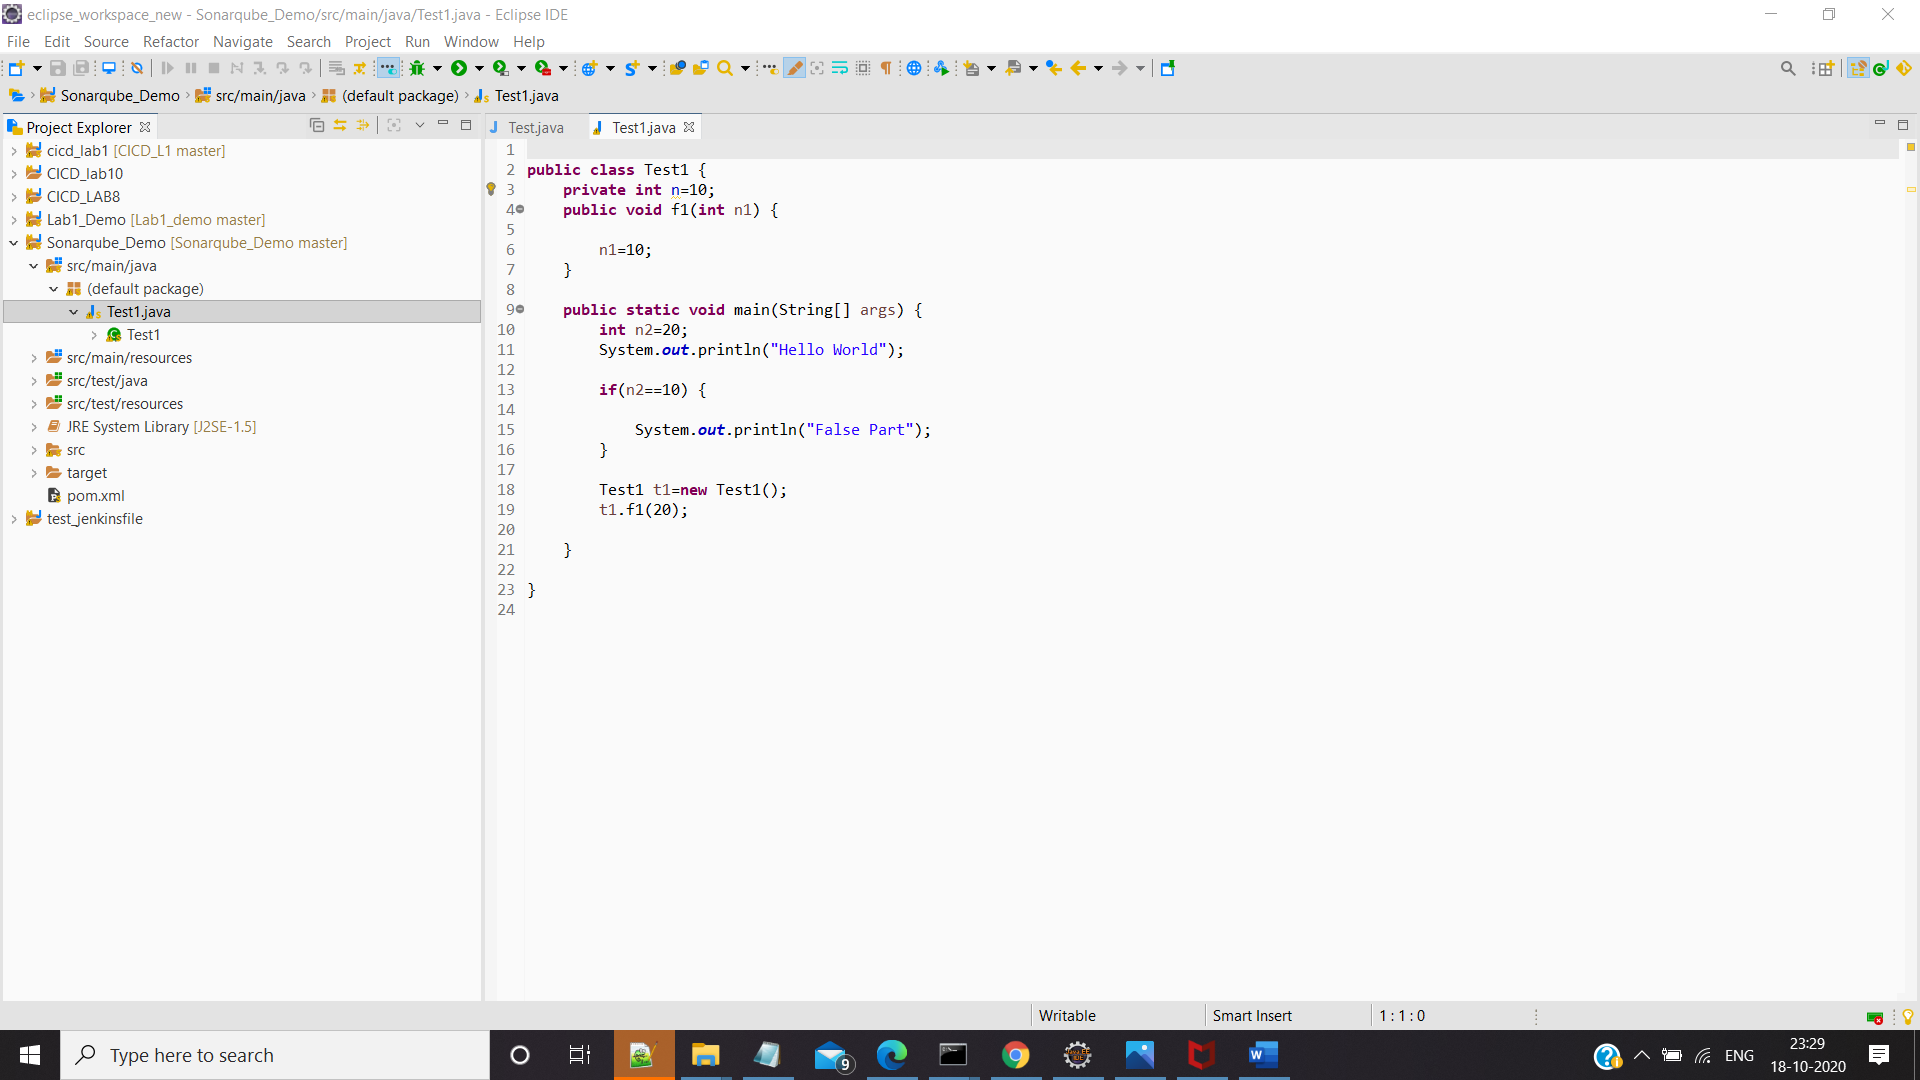 eclipse_workspace_new - Sonarqube_Demo/src/main/java/Test1.java - Eclipse IDE
File Edit Source Refactor Navigate Search Project Run Window Help
Sonarqube_Demo src/main/java (default package) Test1.java
Project Explorer
cicd_lab1 [CICD_L1 master]
CICD_lab10
CICD_LAB8
Lab1_Demo [Lab1_demo master]
Sonarqube_Demo [Sonarqube_Demo master]
src/main/java
(default package)
Test1.java
Test1
src/main/resources
src/test/java
src/test/resources
JRE System Library [J2SE-1.5]
src
target
pom.xml
test_jenkinsfile
Test.java Test1.java
1
2 public class Test1 {
3 private int n=10;
4 public void f1(int n1) {
5
6 n1=10;
7 }
8
9 public static void main(String[] args) {
10 int n2=20;
11 System.out.println("Hello World");
12
13 if(n2==10) {
14
15 System.out.println("False Part");
16 }
17
18 Test1 t1=new Test1();
19 t1.f1(20);
20
21 }
22
23 }
24
Writable Smart Insert 1 : 1 : 0
Type here to search
9
ENG
23:29
18-10-2020